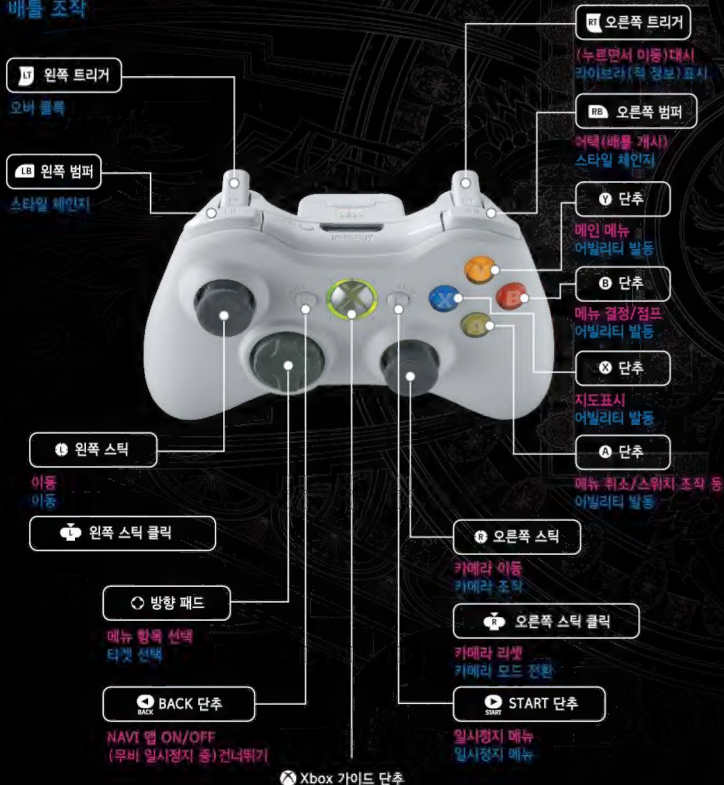 배틀 조작
RT 오른쪽 트리거
(누르면서 이동)대시
라이브라(적 정보)표시
LT 왼쪽 트리거
오버 클록
RB 오른쪽 범퍼
어택(배틀 개시)
스타일 체인지
LB 왼쪽 범퍼
스타일 체인지
Y 단추
메인 메뉴
어빌리티 발동
B 단추
메뉴 결정/점프
어빌리티 발동
X 단추
지도표시
어빌리티 발동
A 단추
메뉴 취소/스위치 조작 등
어빌리티 발동
L 왼쪽 스틱
이동
이동
L 왼쪽 스틱 클릭
R 오른쪽 스틱
카메라 이동
카메라 조작
방향 패드
메뉴 항목 선택
타겟 선택
R 오른쪽 스틱 클릭
카메라 리셋
카메라 모드 전환
BACK BACK 단추
NAVI 맵 ON/OFF
(무비 일시정지 중)건너뛰기
START START 단추
일시정지 메뉴
일시정지 메뉴
Xbox 가이드 단추